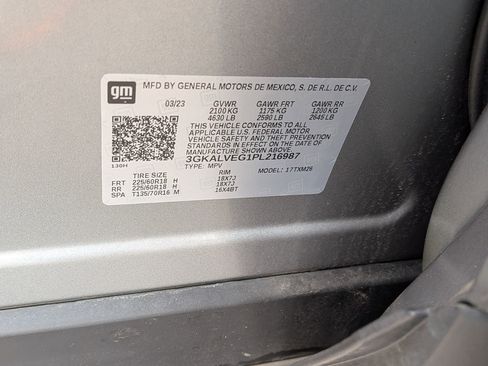 gm
MFD BY GENERAL MOTORS DE MEXICO, S. DE R.L. DE C.V.
03/23 GVWR GAWR FRT GAWR RR
2100 KG 1175 KG 1200 KG
4630 LB 2590 LB 2645 LB
THIS VEHICLE CONFORMS TO ALL
APPLICABLE U.S. FEDERAL MOTOR
VEHICLE SAFETY AND THEFT PREVENTION
STANDARDS IN EFFECT ON THE DATE OF
MANUFACTURE SHOWN ABOVE.
3GKALVEG1PL216987
130H TYPE: MPV
TIRE SIZE RIM MODEL: 17TXM26
FRT 225/60R18 H 18X7J
RR 225/60R18 H 18X7J
SPA T135/70R16 M 16X4BT